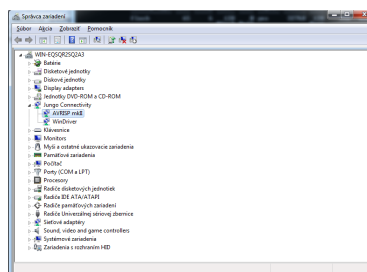 Správca zariadení
Súbor Akcia Zobraziť Pomocník
WIN-EQSQR2SQ2A3
Batérie
Disketové jednotky
Diskové jednotky
Display adapters
Jednotky DVD-ROM a CD-ROM
Jungo Connectivity
AVRISP mkII
WinDriver
Klávesnice
Monitors
Myši a ostatné ukazovacie zariadenia
Pamäťové zariadenia
Počítač
Porty (COM a LPT)
Procesory
Radiče disketových jednotiek
Radiče IDE ATA/ATAPI
Radiče pamäťových zariadení
Radiče Univerzálnej sériovej zbernice
Sieťové adaptéry
Sound, video and game controllers
Systémové zariadenia
Zariadenia s rozhraním HID